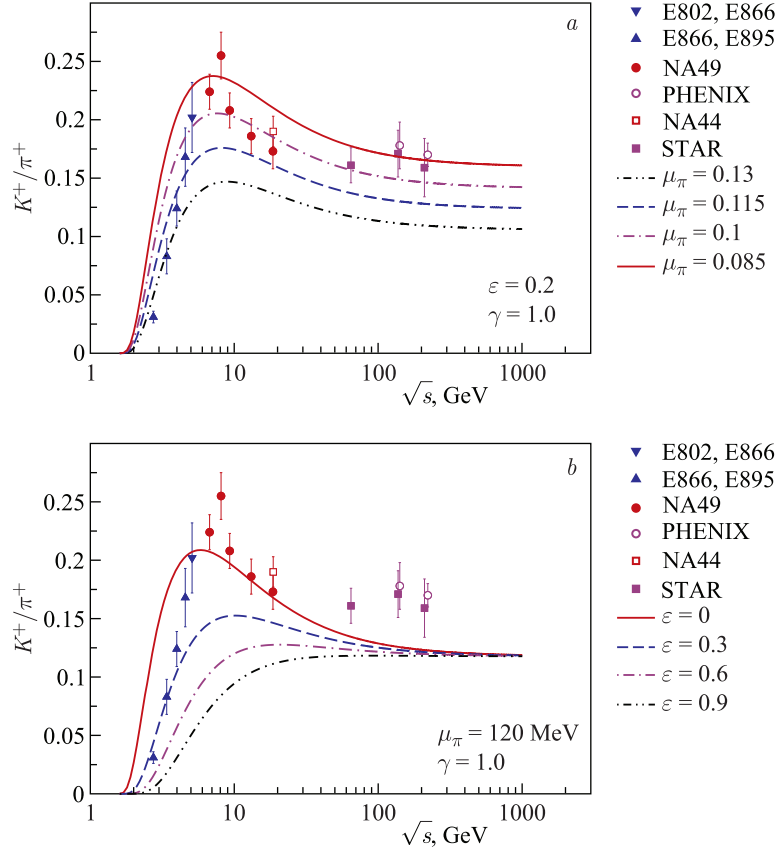 a
K⁺/π⁺
0.25
0.2
0.15
0.1
0.05
0
1
10
100
1000
√s, GeV
ε = 0.2
γ = 1.0
E802, E866
E866, E895
NA49
PHENIX
NA44
STAR
μπ = 0.13
μπ = 0.115
μπ = 0.1
μπ = 0.085
b
K⁺/π⁺
0.25
0.2
0.15
0.1
0.05
0
1
10
100
1000
√s, GeV
μπ = 120 MeV
γ = 1.0
E802, E866
E866, E895
NA49
PHENIX
NA44
STAR
ε = 0
ε = 0.3
ε = 0.6
ε = 0.9